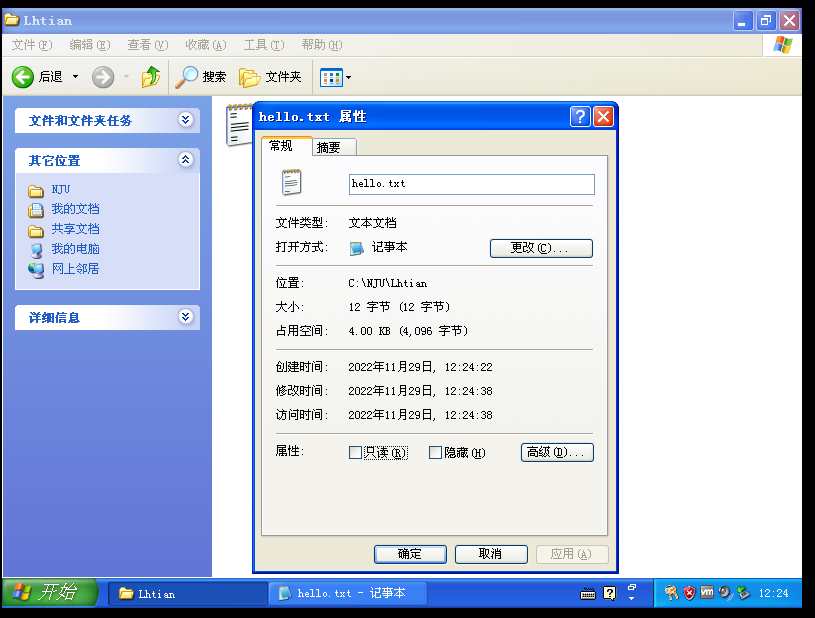 Lhtian
文件(F) 编辑(E) 查看(V) 收藏(A) 工具(T) 帮助(H)
后退 搜索 文件夹
文件和文件夹任务
其它位置
NJU
我的文档
共享文档
我的电脑
网上邻居
详细信息
hello.txt 属性
常规 摘要
hello.txt
文件类型: 文本文档
打开方式: 记事本 更改(C)...
位置: C:\NJU\Lhtian
大小: 12 字节 (12 字节)
占用空间: 4.00 KB (4,096 字节)
创建时间: 2022年11月29日, 12:24:22
修改时间: 2022年11月29日, 12:24:38
访问时间: 2022年11月29日, 12:24:38
属性: 只读(R) 隐藏(H) 高级(D)...
确定 取消 应用(A)
开始 Lhtian hello.txt - 记事本 12:24